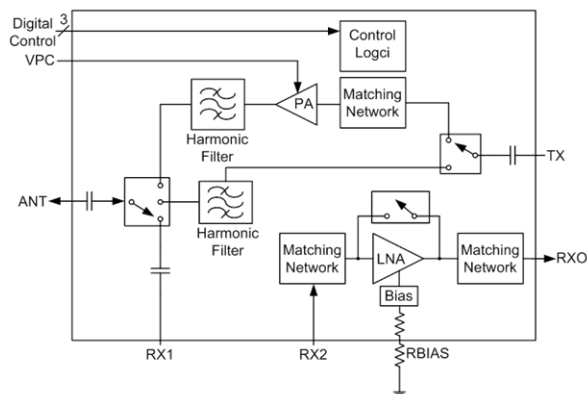 Digital
Control
3
VPC
Control
Logci
PA
Matching
Network
Harmonic
Filter
TX
ANT
Harmonic
Filter
Matching
Network
LNA
Matching
Network
RXO
Bias
RX1
RX2
RBIAS